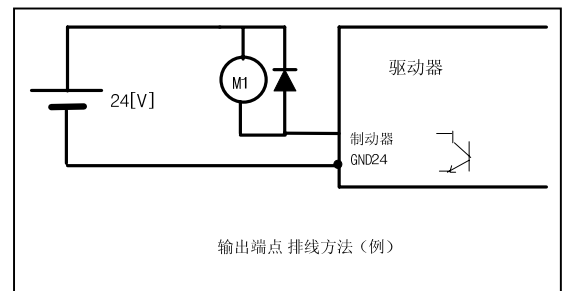 驱动器
M1
24[V]
制动器
GND24
输出端点 排线方法（例）